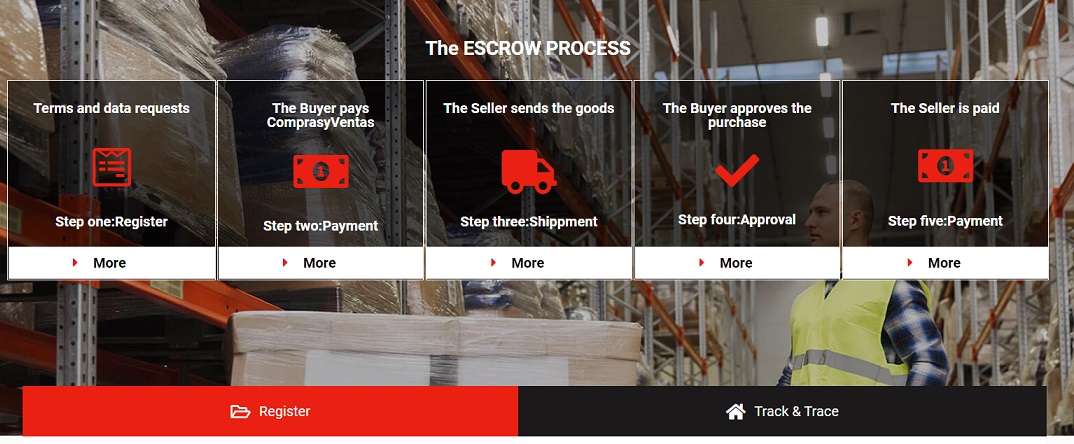 The ESCROW PROCESS
Terms and data requests
Step one:Register
More
The Buyer pays
ComprasyVentas
1
Step two:Payment
More
The Seller sends the goods
Step three:Shippment
More
The Buyer approves the
purchase
Step four:Approval
More
The Seller is paid
1
Step five:Payment
More
Register
Track & Trace